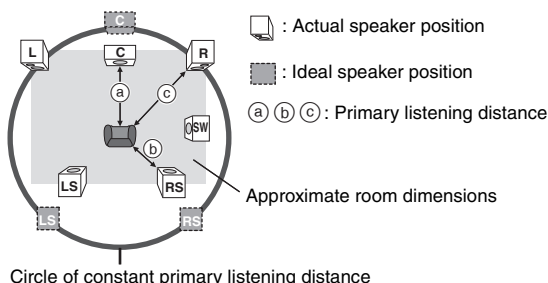 C
L
C
R
: Actual speaker position
: Ideal speaker position
a
c
a b c : Primary listening distance
SW
b
LS
RS
Approximate room dimensions
LS
RS
Circle of constant primary listening distance